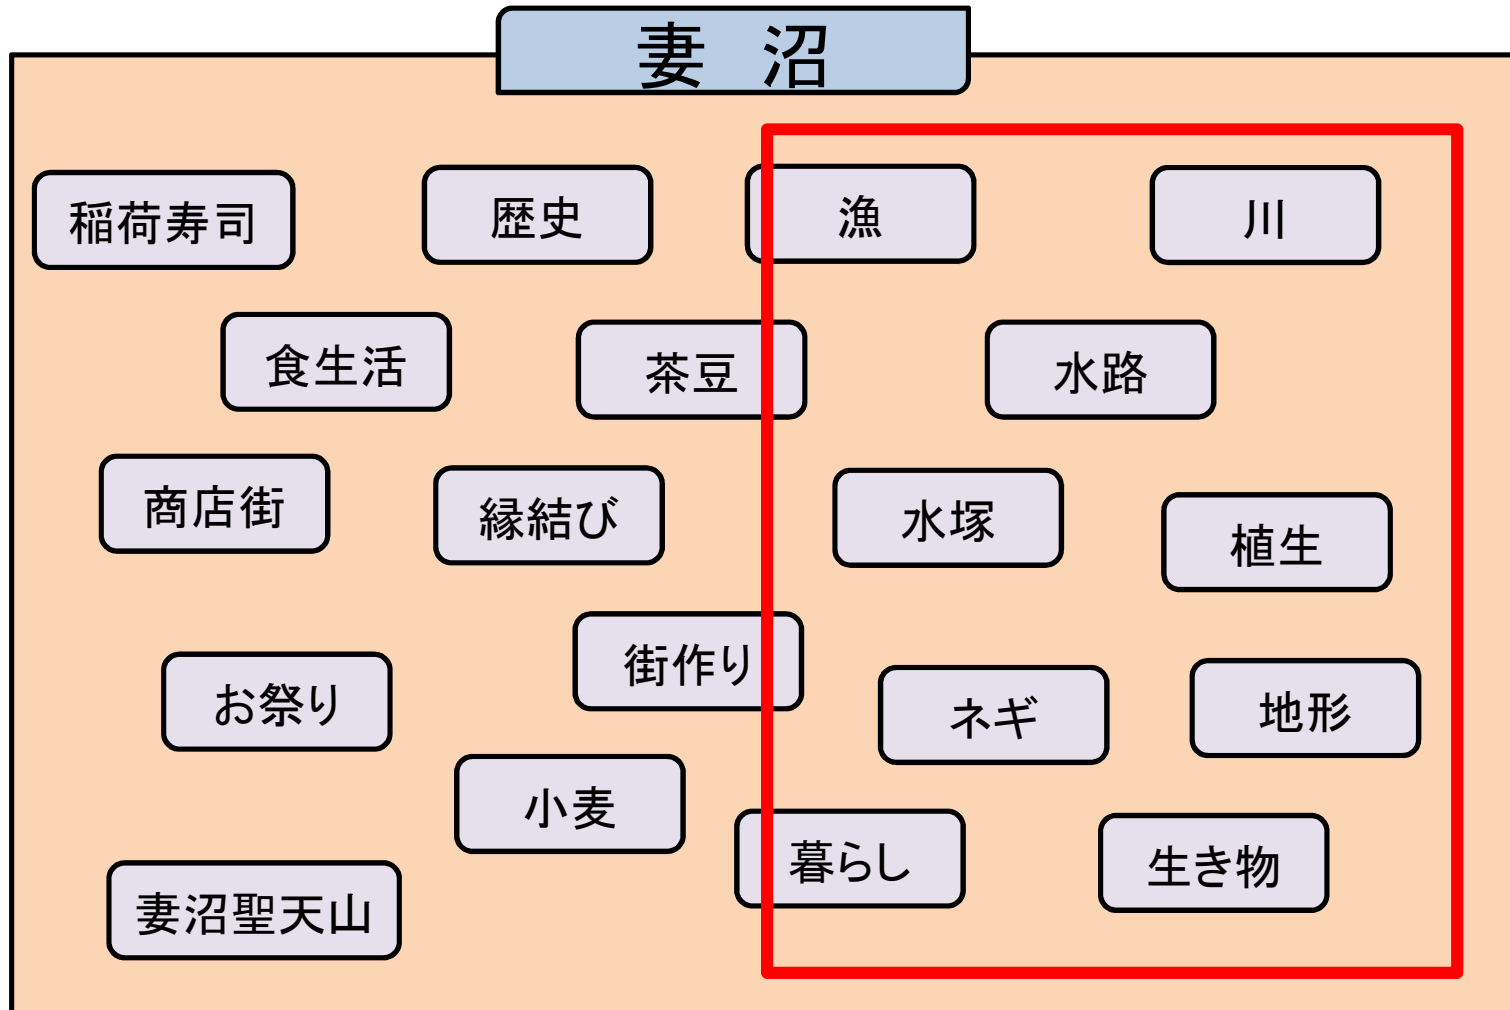 妻　沼
稲荷寿司
歴史
漁
川
食生活
茶豆
水路
商店街
縁結び
水塚
植生
お祭り
街作り
ネギ
地形
小麦
暮らし
生き物
妻沼聖天山